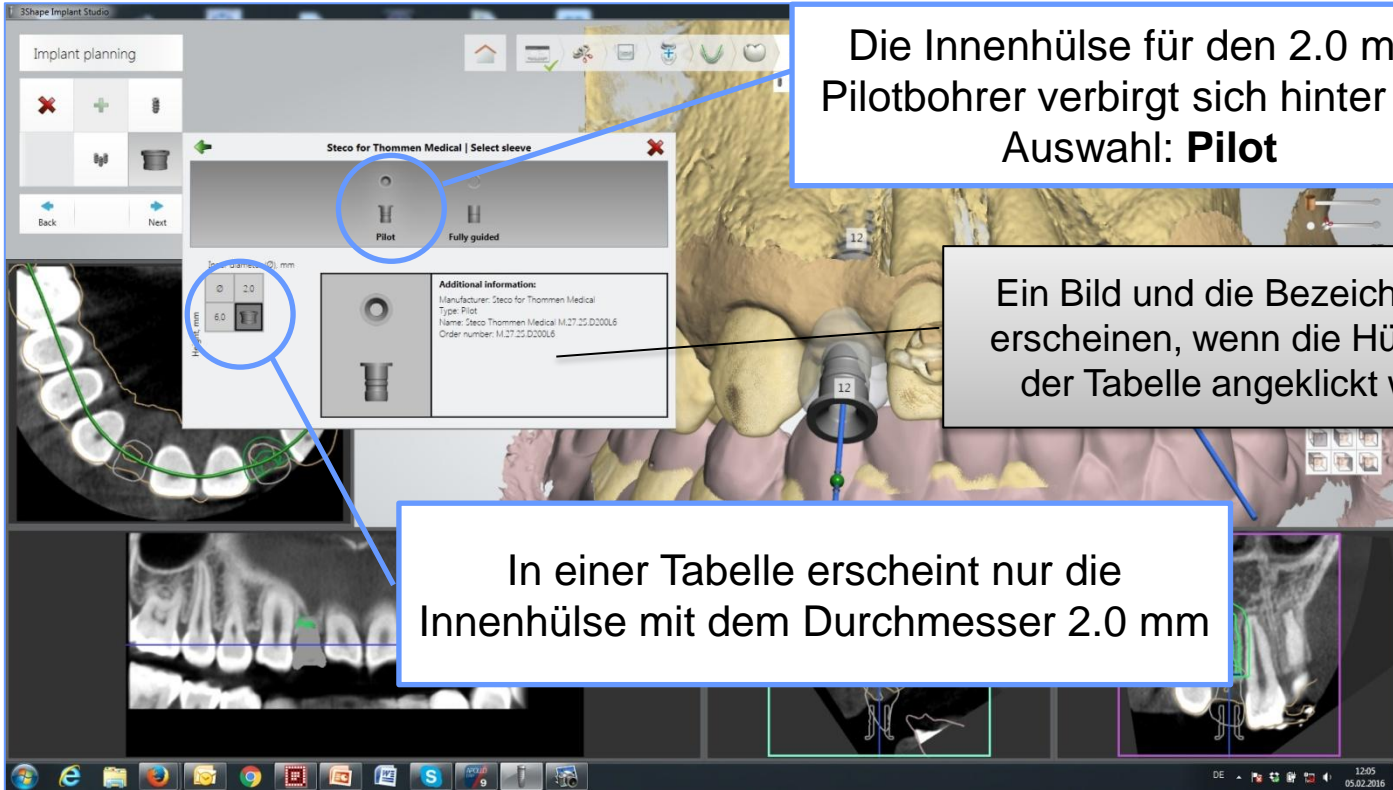 3Shape Implant Studio
Implant planning
Back
Next
Die Innenhülse für den 2.0 m
Pilotbohrer verbirgt sich hinter
Auswahl: Pilot
Steco for Thommen Medical | Select sleeve
Pilot
Fully guided
Inner diameter (Ø), mm
Ø 2.0
6.0
Height, mm
Additional information:
Manufacturer: Steco for Thommen Medical
Type: Pilot
Name: Steco Thommen Medical M.27.25.D200L6
Order number: M.27.25.D200L6
12
12
Ein Bild und die Bezeich
erscheinen, wenn die Hü
der Tabelle angeklickt
In einer Tabelle erscheint nur die
Innenhülse mit dem Durchmesser 2.0 mm
DE
12:05
05.02.2016